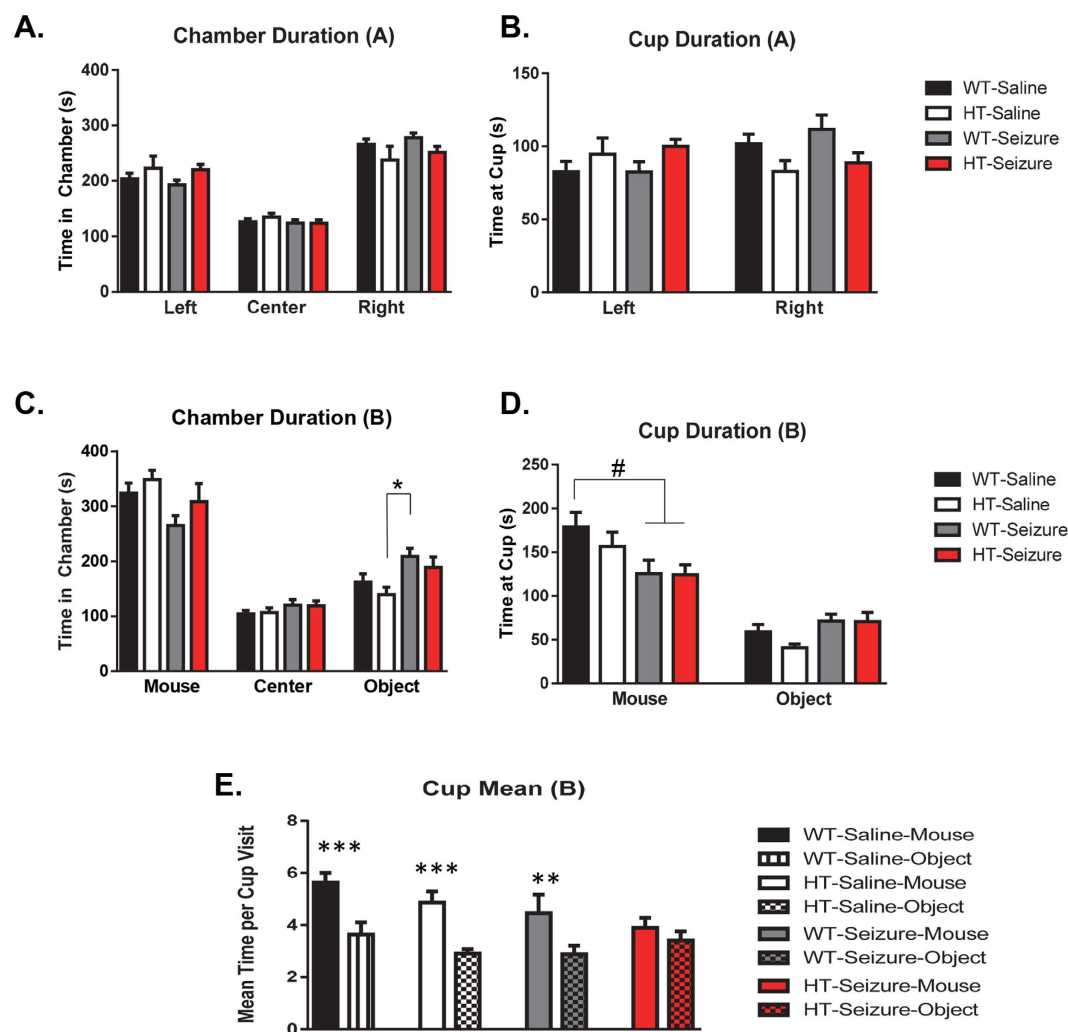 A.
Chamber Duration (A)
Time in Chamber (s)
400
300
200
100
0
Left Center Right
B.
Cup Duration (A)
Time at Cup (s)
150
100
50
0
Left Right
WT-Saline
HT-Saline
WT-Seizure
HT-Seizure
C.
Chamber Duration (B)
Time in Chamber (s)
400
300
200
100
0
*
Mouse Center Object
D.
Cup Duration (B)
Time at Cup (s)
250
200
150
100
50
0
#
Mouse Object
WT-Saline
HT-Saline
WT-Seizure
HT-Seizure
E.
Cup Mean (B)
Mean Time per Cup Visit
8
6
4
2
0
*** *** **
WT-Saline-Mouse
WT-Saline-Object
HT-Saline-Mouse
HT-Saline-Object
WT-Seizure-Mouse
WT-Seizure-Object
HT-Seizure-Mouse
HT-Seizure-Object